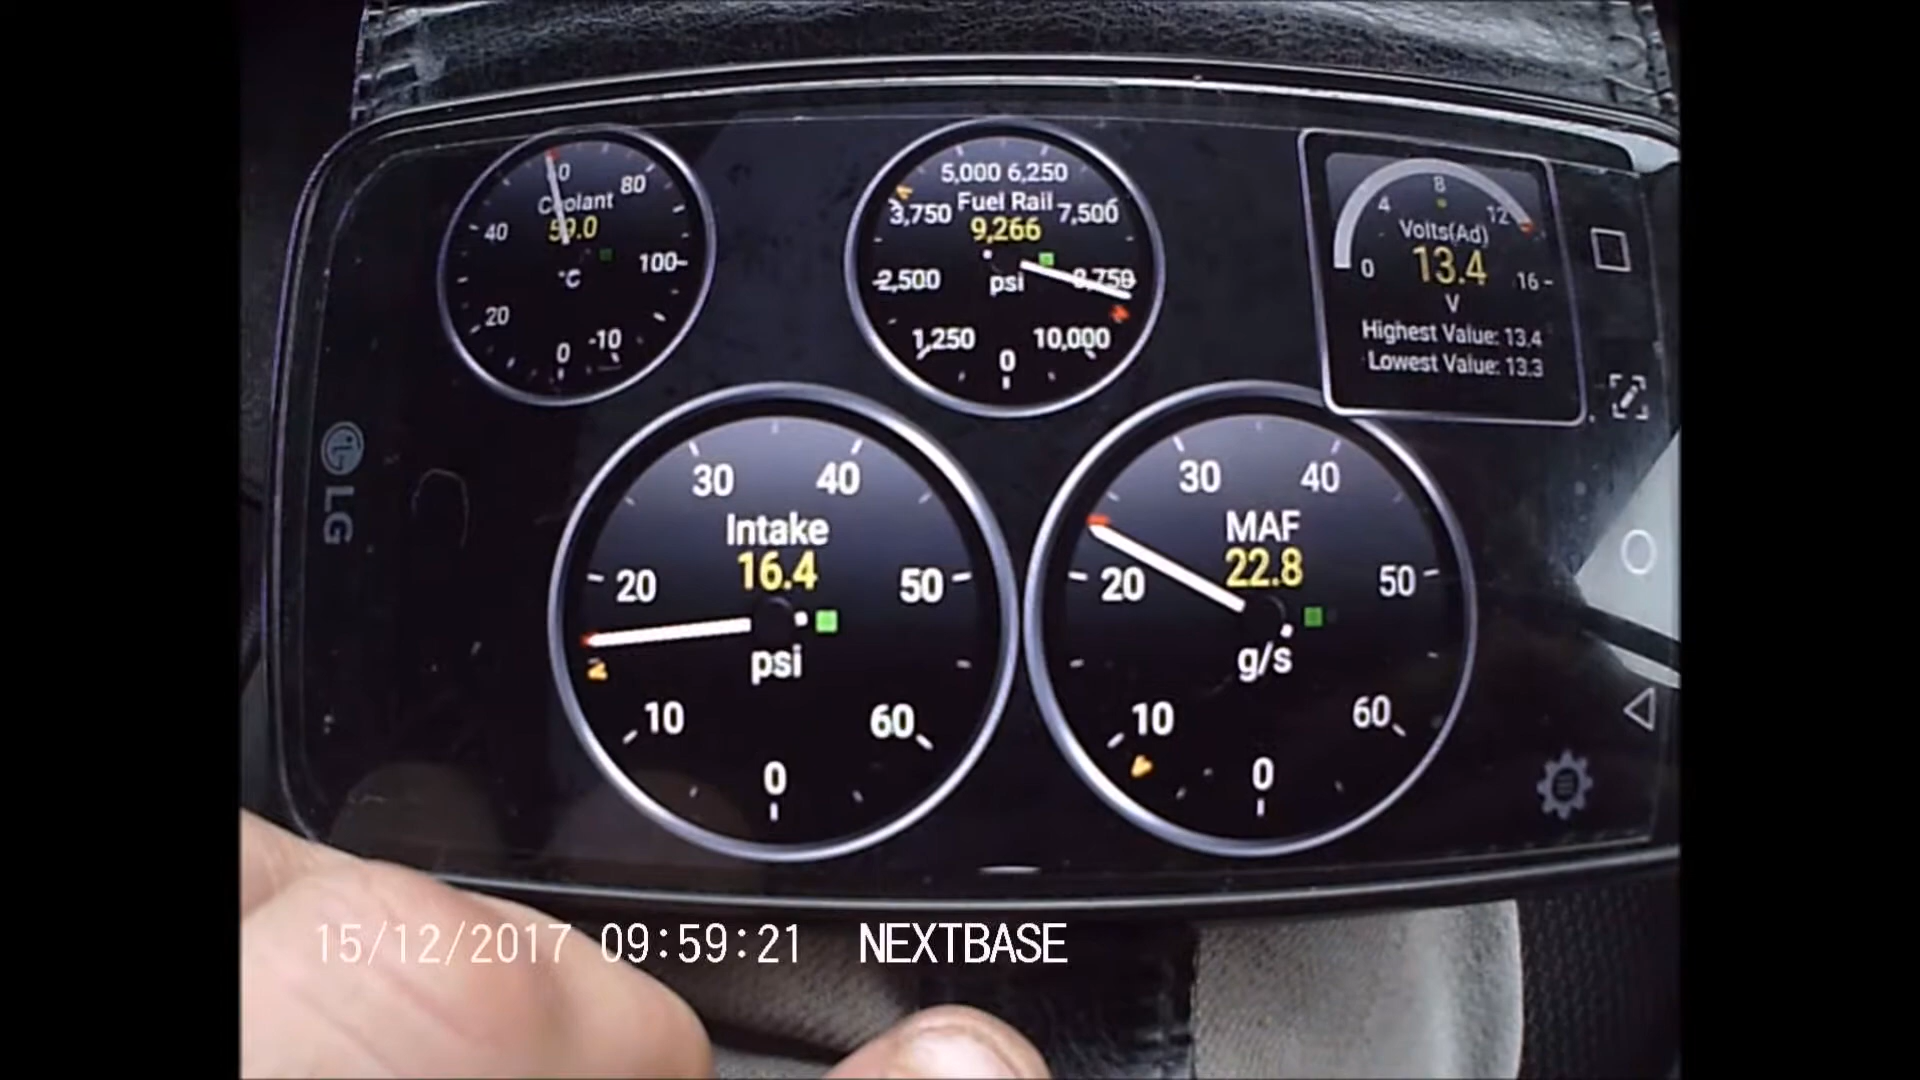 60
80
Coolant
59.0
40
100
°C
20
0
-10
5,000 6,250
Fuel Rail
3,750
7,500
9,266
2,500
psi
8,750
1,250
10,000
0
8
4
12
Volts(Ad)
13.4
0
16
V
Highest Value: 13.4
Lowest Value: 13.3
LG
30
40
Intake
16.4
20
50
psi
10
60
0
30
40
MAF
22.8
20
50
g/s
10
60
0
15/12/2017 09:59:21 NEXTBASE